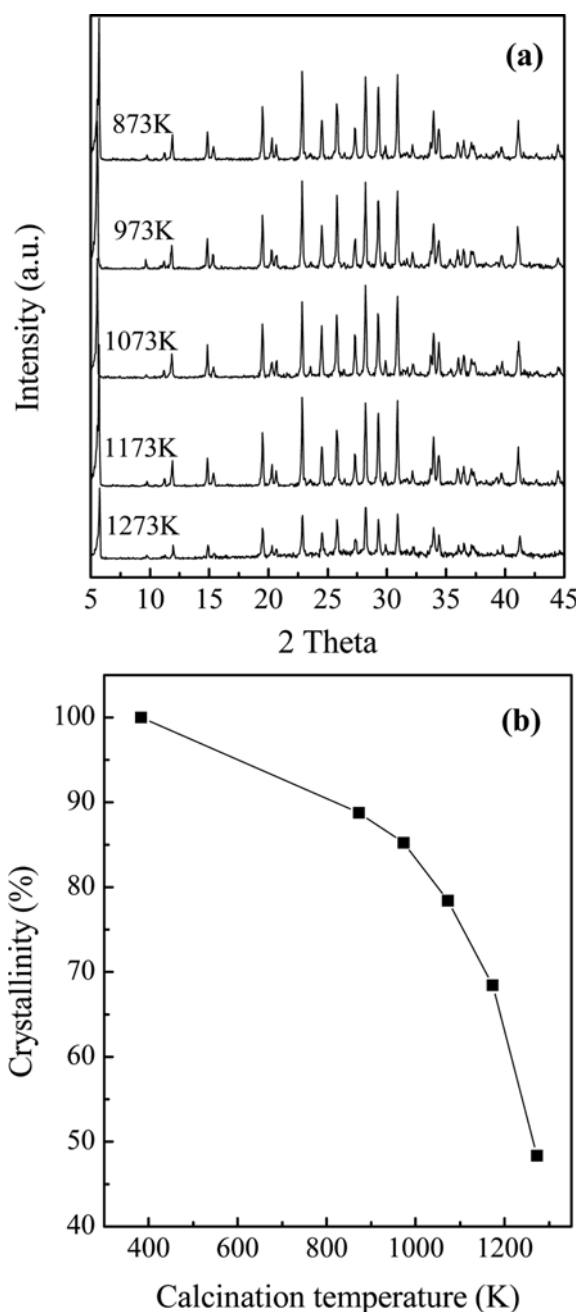 (a)
873K
973K
1073K
1173K
1273K
Intensity (a.u.)
5 10 15 20 25 30 35 40 45
2 Theta
(b)
100
90
80
70
60
50
40
Crystallinity (%)
400 600 800 1000 1200
Calcination temperature (K)